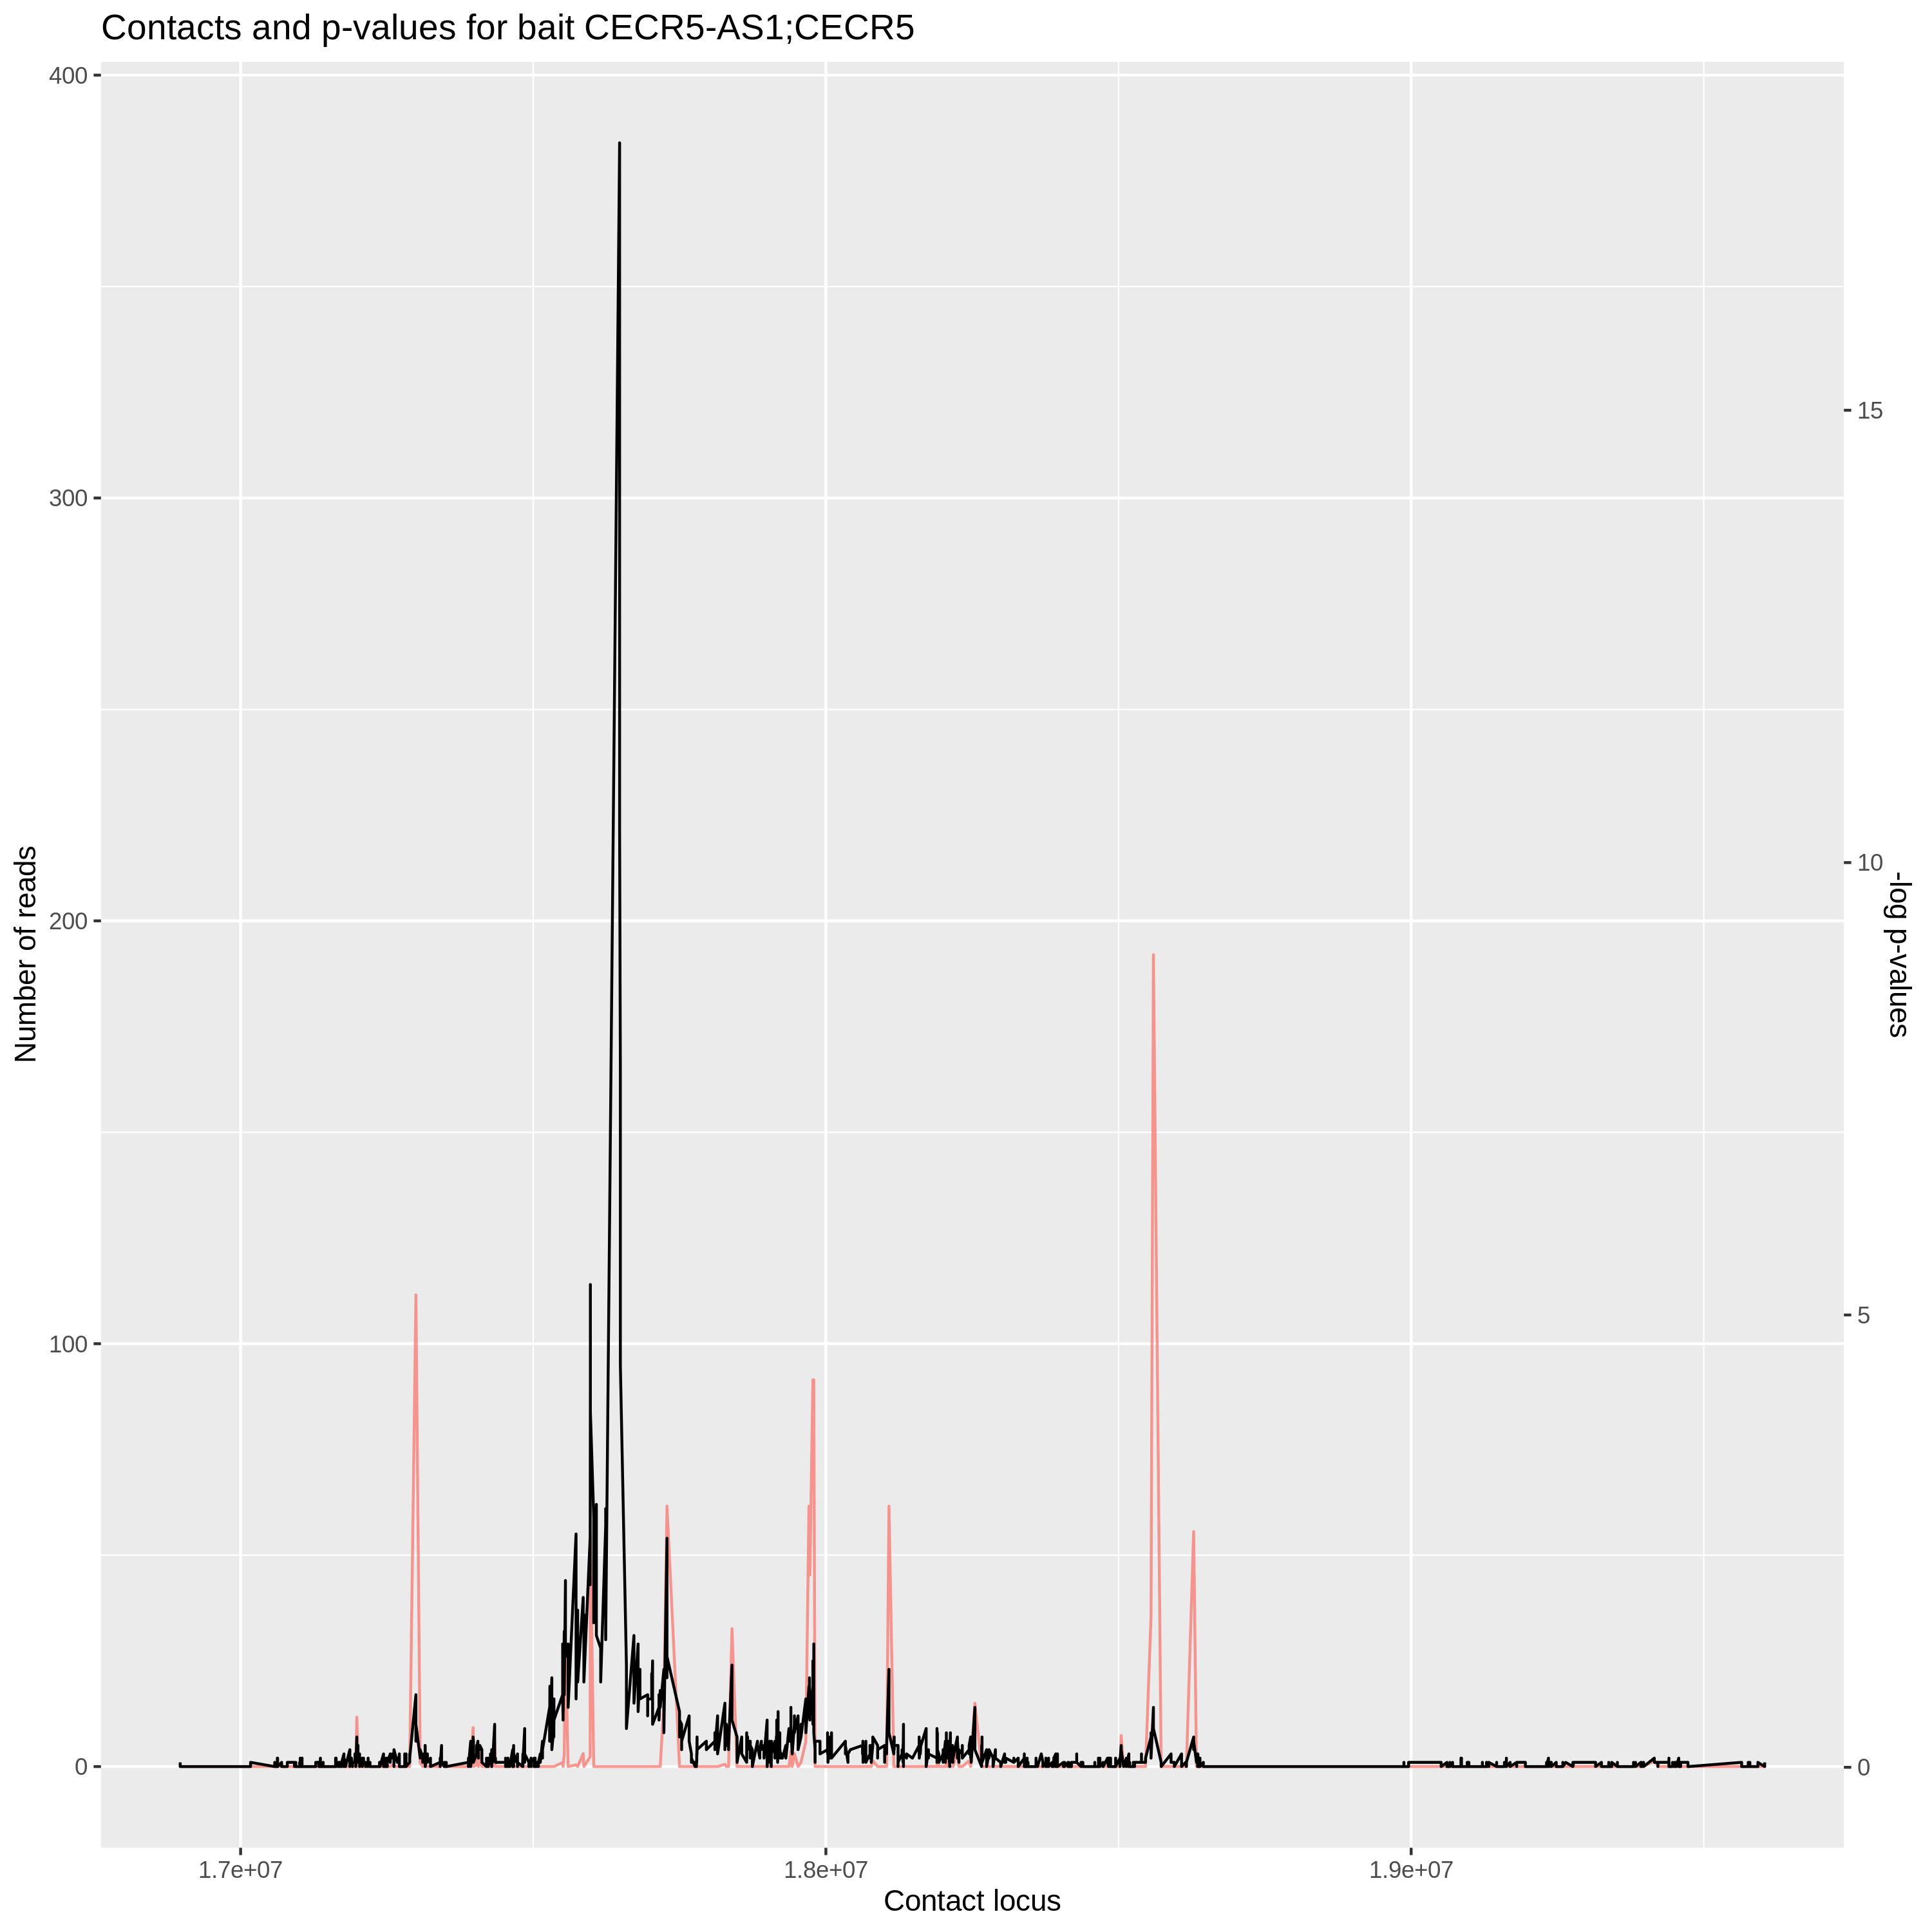 Contacts and p-values for bait CECR5-AS1;CECR5
400
300
200
100
0
Number of reads
15
10
5
0
-log p-values
1.7e+07
1.8e+07
1.9e+07
Contact locus